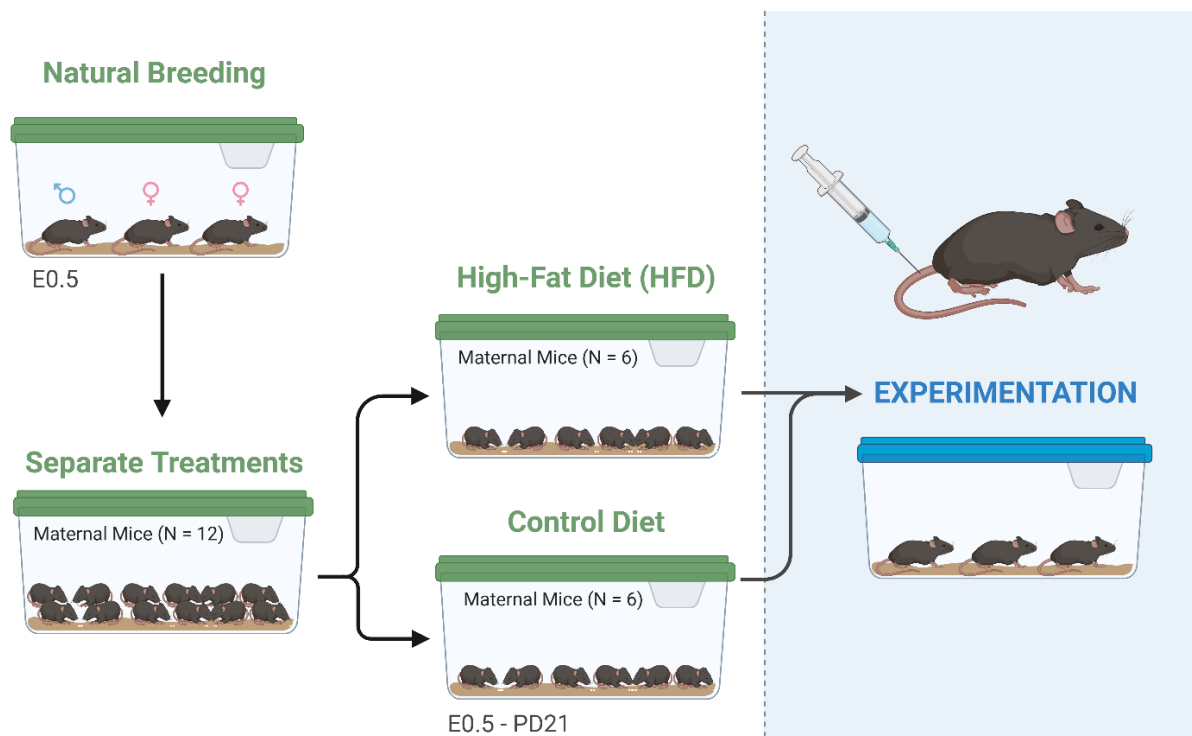 Natural Breeding
E0.5
Separate Treatments
Maternal Mice (N = 12)
High-Fat Diet (HFD)
Maternal Mice (N = 6)
Control Diet
Maternal Mice (N = 6)
E0.5 - PD21
EXPERIMENTATION